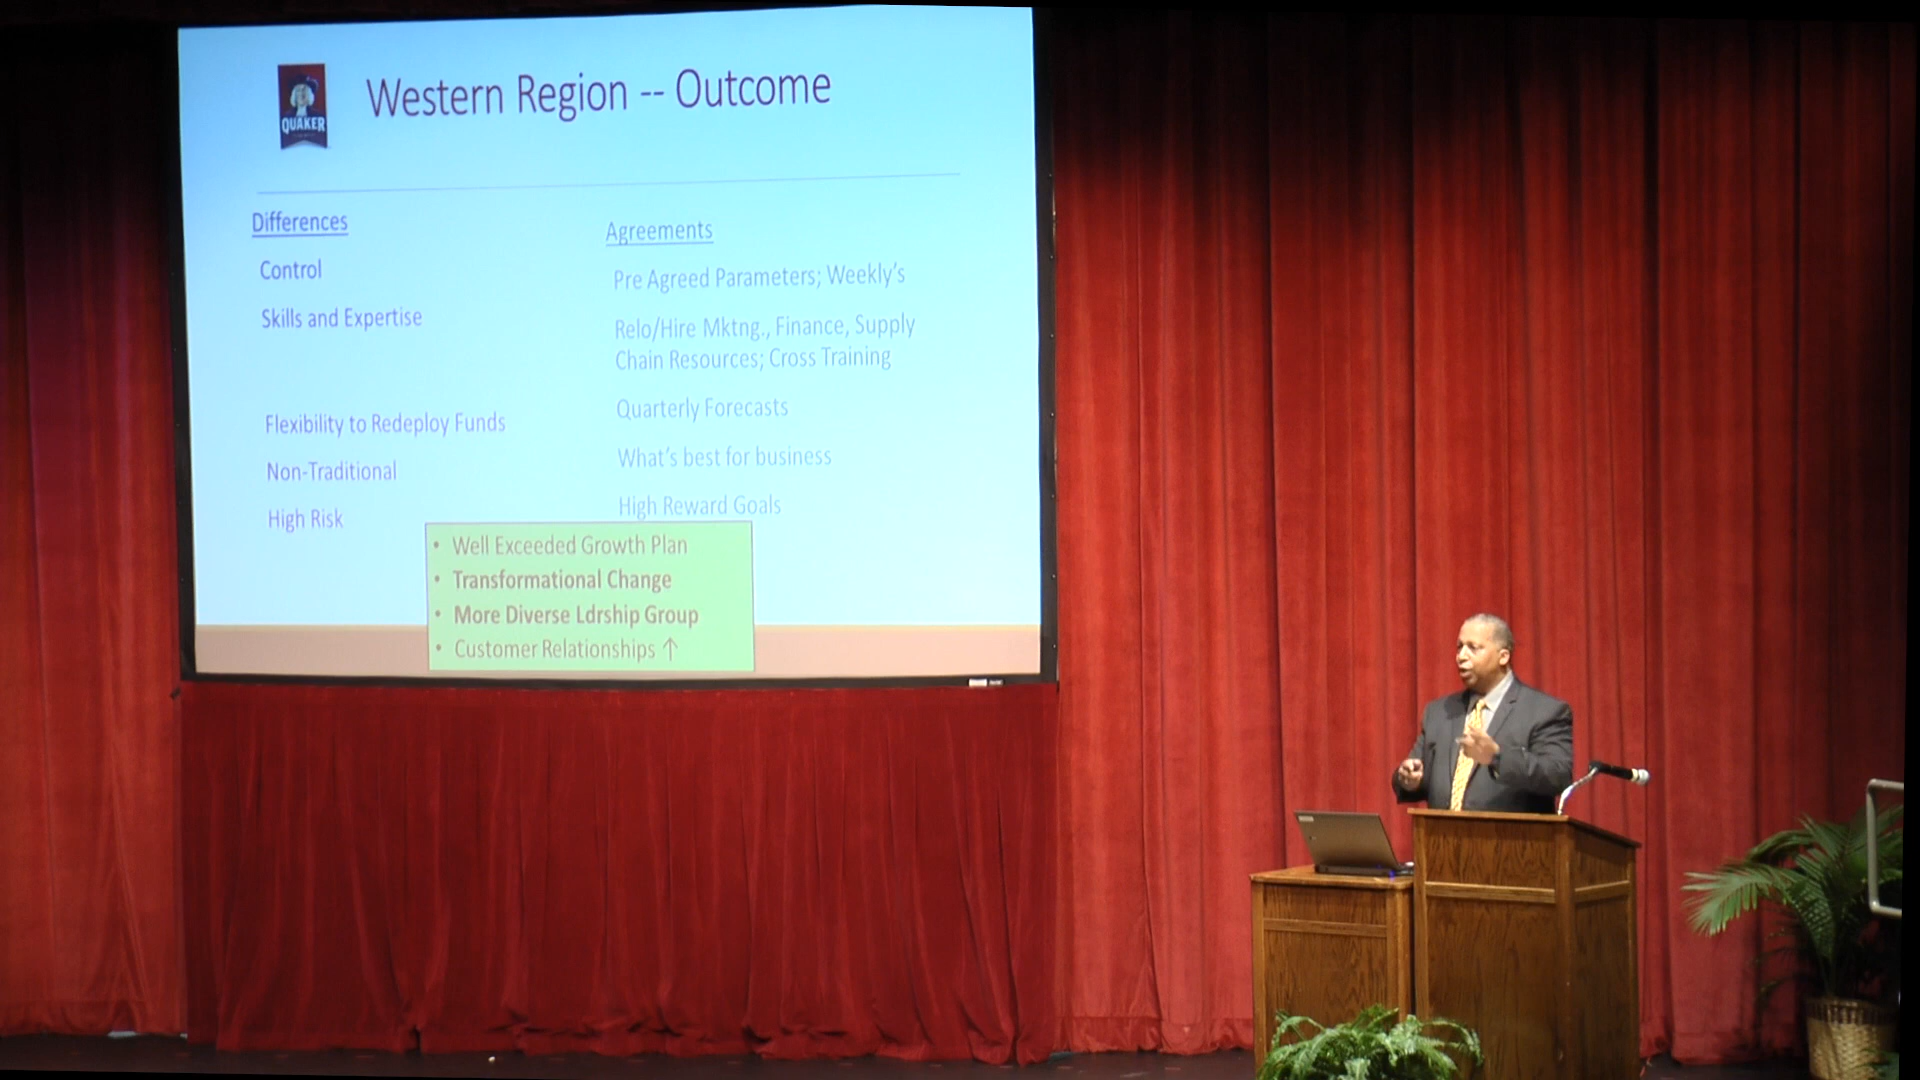 QUAKER
Western Region -- Outcome
Differences
Control
Skills and Expertise
Flexibility to Redeploy Funds
Non-Traditional
High Risk
Agreements
Pre Agreed Parameters; Weekly's
Relo/Hire Mktng., Finance, Supply
Chain Resources; Cross Training
Quarterly Forecasts
What's best for business
High Reward Goals
• Well Exceeded Growth Plan
• Transformational Change
• More Diverse Ldrship Group
• Customer Relationships ↑